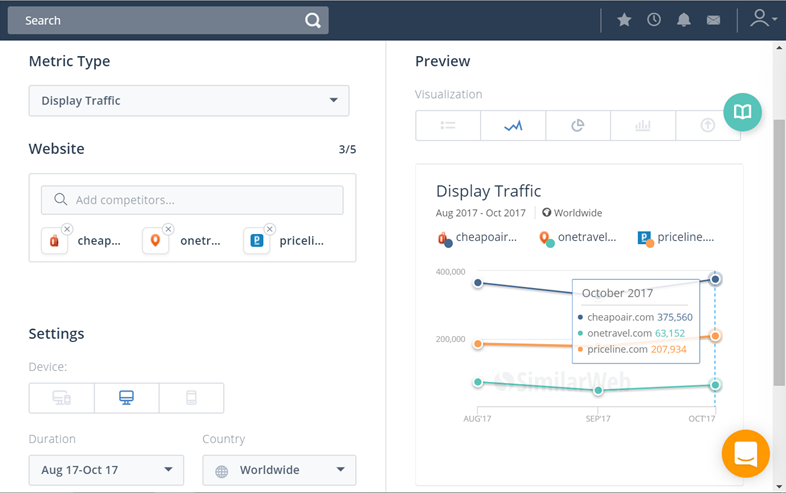 Search
Metric Type
Display Traffic
Website
3/5
Add competitors...
cheap...
onetr...
priceli...
Settings
Device:
Duration
Country
Aug 17-Oct 17
Worldwide
Preview
Visualization
Display Traffic
Aug 2017 - Oct 2017
Worldwide
cheapoair...
onetravel...
priceline....
400,000
200,000
October 2017
cheapoair.com 375,560
onetravel.com 63,152
priceline.com 207,934
SimilarWeb
AUG'17
SEP'17
OCT'17